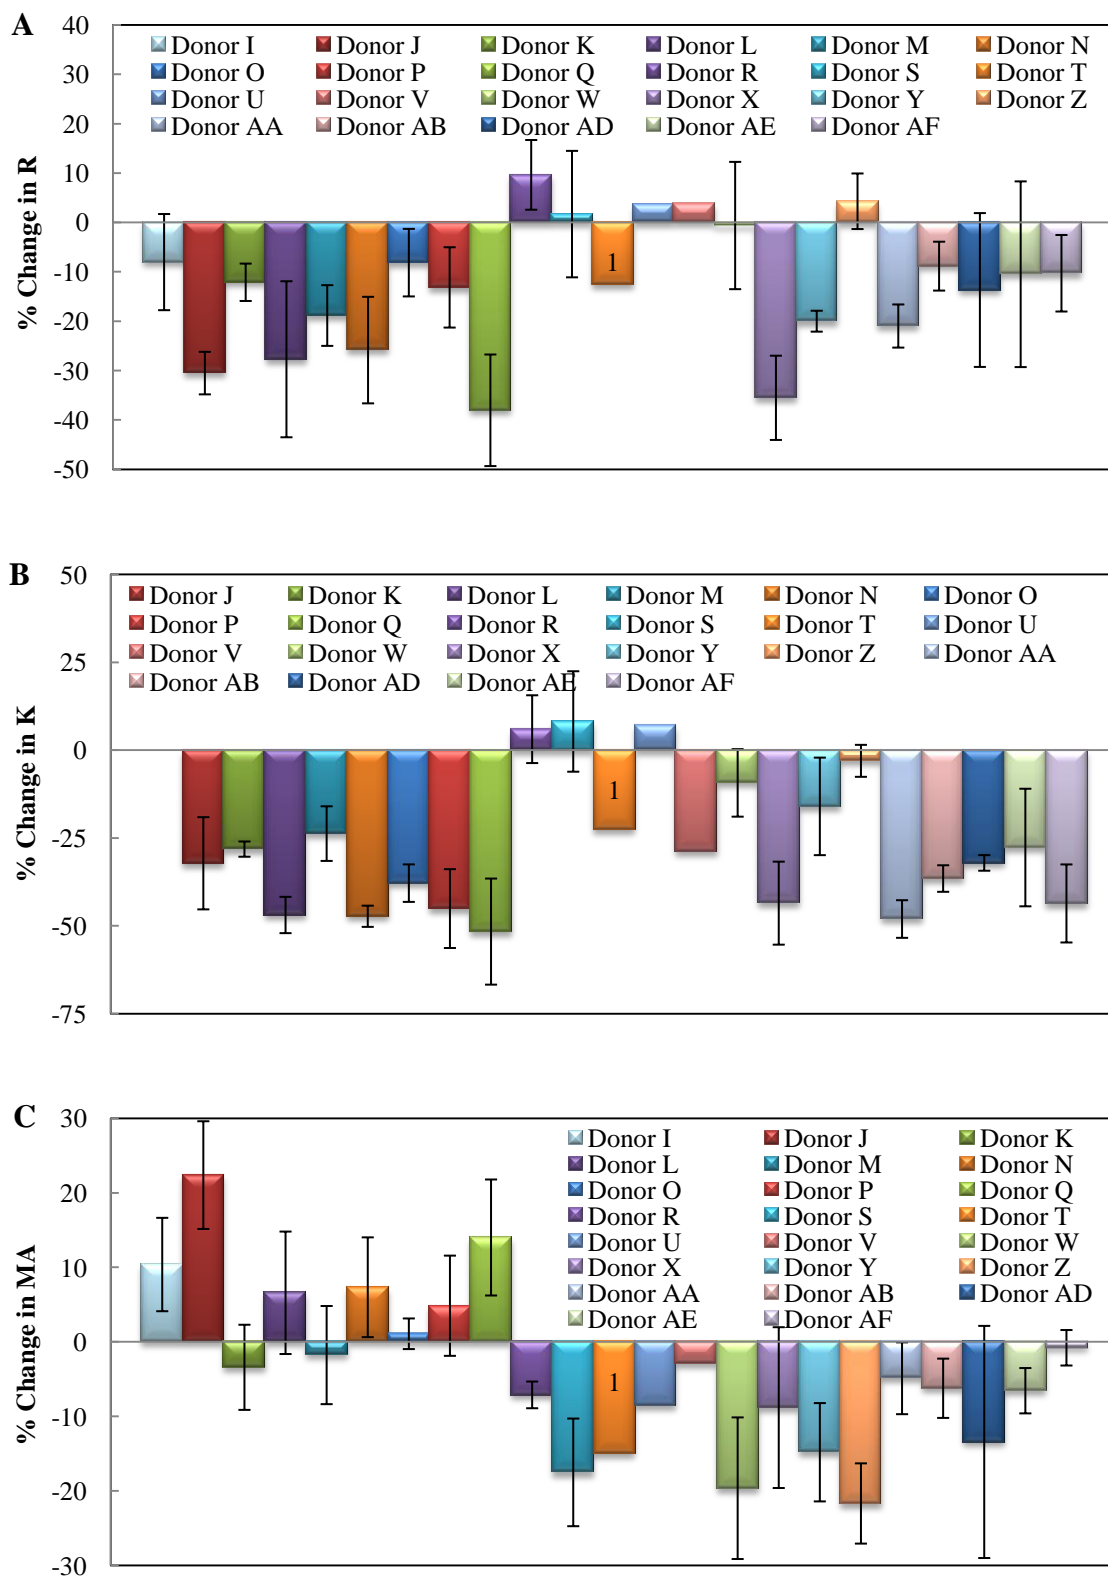 A
% Change in R
40
30
20
10
0
-10
-20
-30
-40
-50
Donor I Donor J Donor K Donor L Donor M Donor N
Donor O Donor P Donor Q Donor R Donor S Donor T
Donor U Donor V Donor W Donor X Donor Y Donor Z
Donor AA Donor AB Donor AD Donor AE Donor AF
1
B
% Change in K
50
25
0
-25
-50
-75
Donor J Donor K Donor L Donor M Donor N Donor O
Donor P Donor Q Donor R Donor S Donor T Donor U
Donor V Donor W Donor X Donor Y Donor Z Donor AA
Donor AB Donor AD Donor AE Donor AF
1
C
% Change in MA
30
20
10
0
-10
-20
-30
Donor I Donor J Donor K
Donor L Donor M Donor N
Donor O Donor P Donor Q
Donor R Donor S Donor T
Donor U Donor V Donor W
Donor X Donor Y Donor Z
Donor AA Donor AB Donor AD
Donor AE Donor AF
1